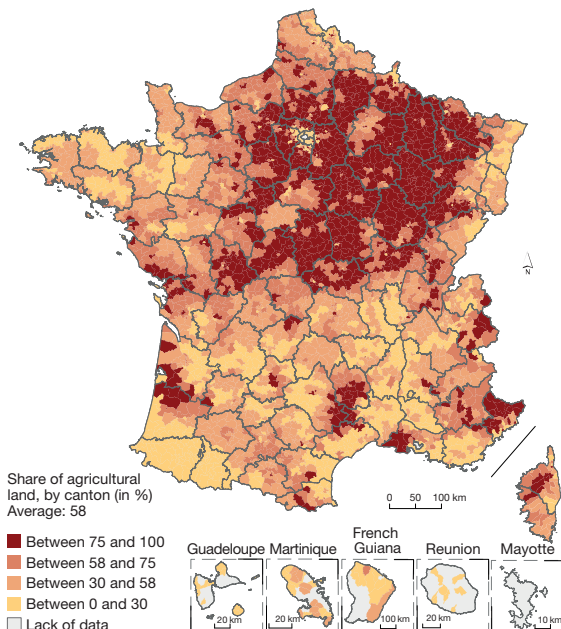 N
Share of agricultural
land, by canton (in %)
Average: 58
0 50 100 km
Between 75 and 100
Between 58 and 75
Between 30 and 58
Between 0 and 30
Lack of data
Guadeloupe
20 km
Martinique
20 km
French
Guiana
100 km
Reunion
20 km
Mayotte
10 km